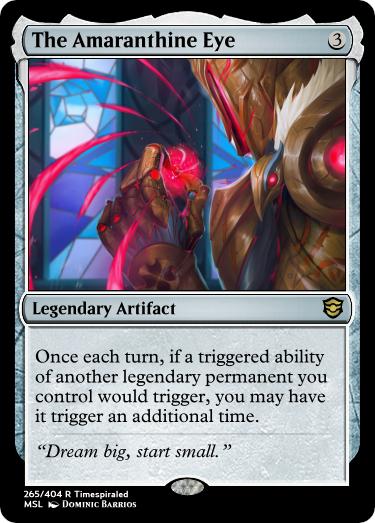 The Amaranthine Eye 3
Legendary Artifact
Once each turn, if a triggered ability
of another legendary permanent you
control would trigger, you may have
it trigger an additional time.
“Dream big, start small.”
265/404 R Timespiraled
MSL Dominic Barrios